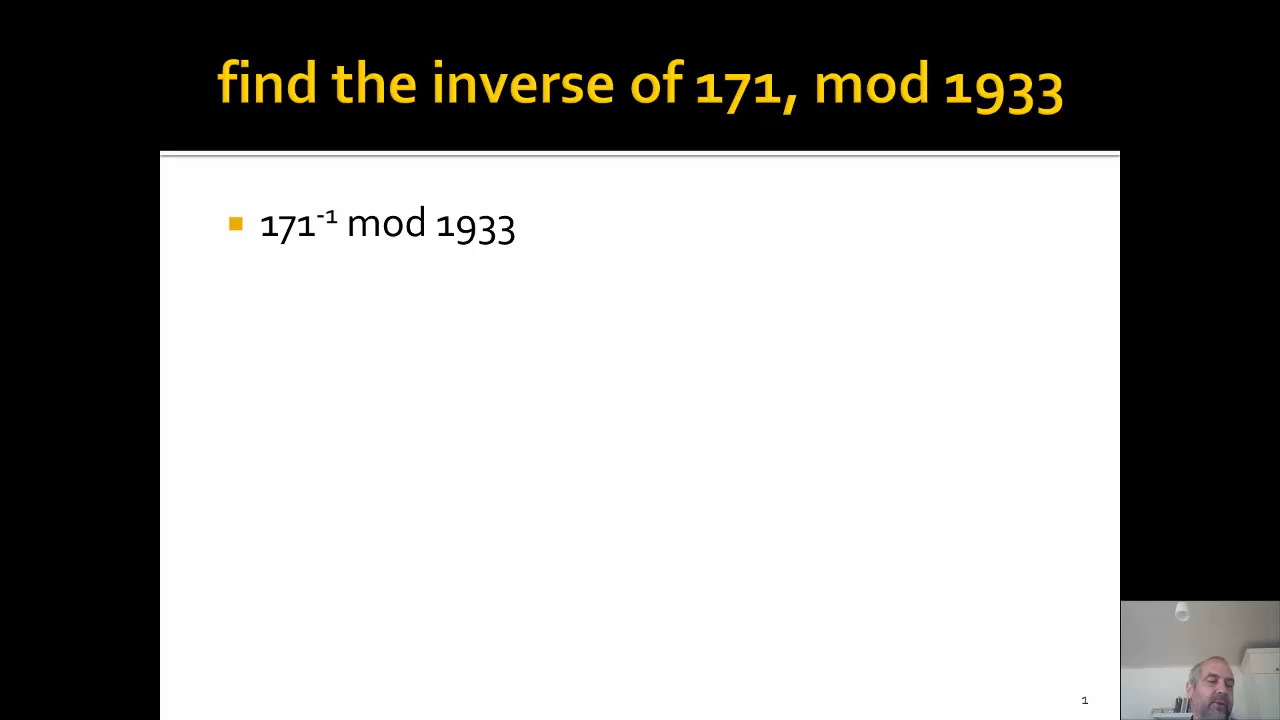 find the inverse of 171, mod 1933
▪ 171⁻¹ mod 1933
1